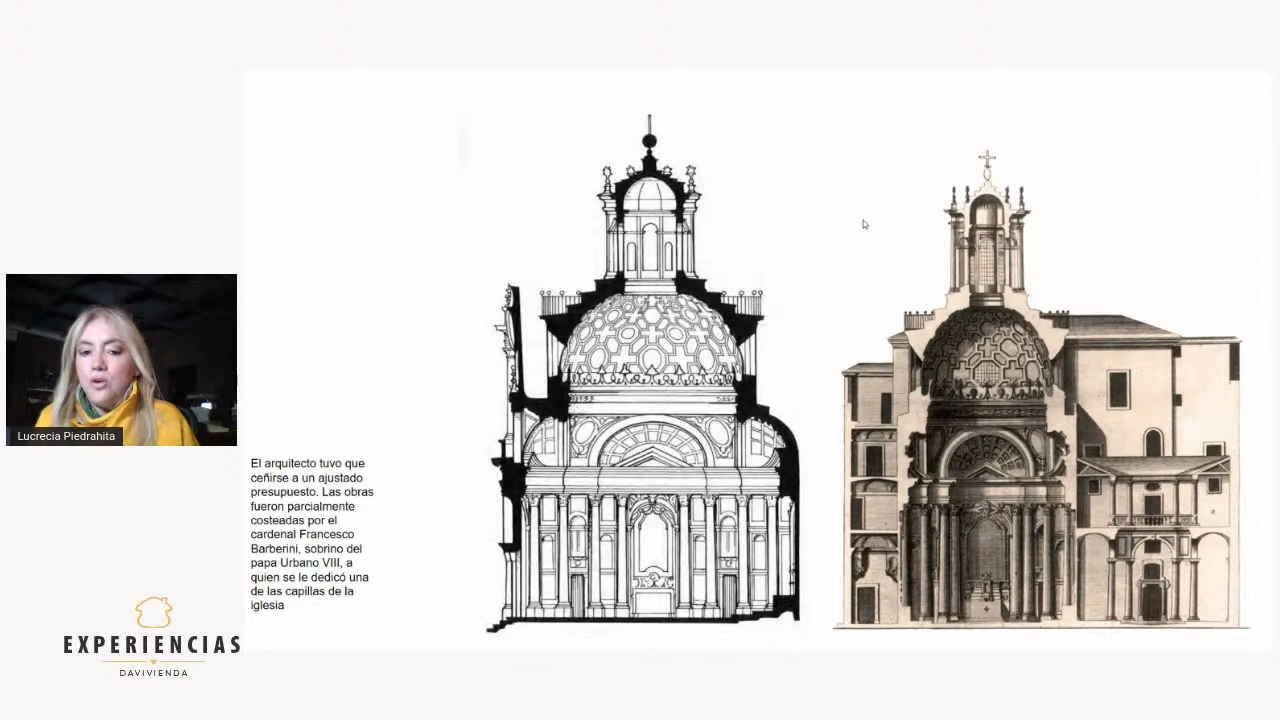 Lucrecia Piedrahita
El arquitecto tuvo que
ceñirse a un ajustado
presupuesto. Las obras
fueron parcialmente
costeadas por el
cardenal Francesco
Barberini, sobrino del
papa Urbano VIII, a
quien se le dedicó una
de las capillas de la
iglesia
EXPERIENCIAS
DAVIVIENDA